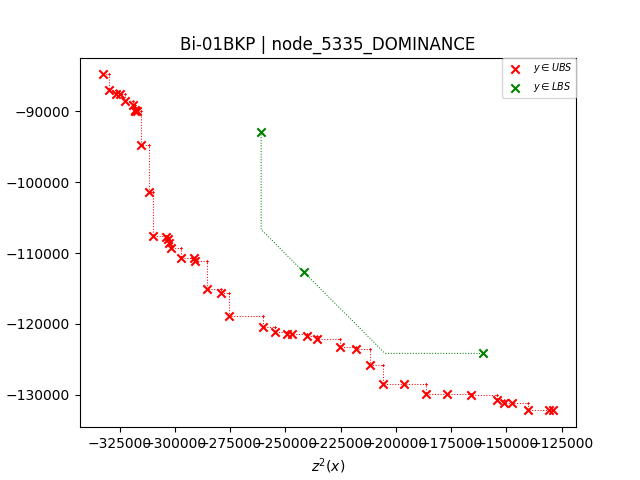 Bi-01BKP | node_5335_DOMINANCE
y ∈ UBS
y ∈ LBS
−90000
−100000
−110000
−120000
−130000
−325000 −300000 −275000 −250000 −225000 −200000 −175000 −150000 −125000
z²(x)